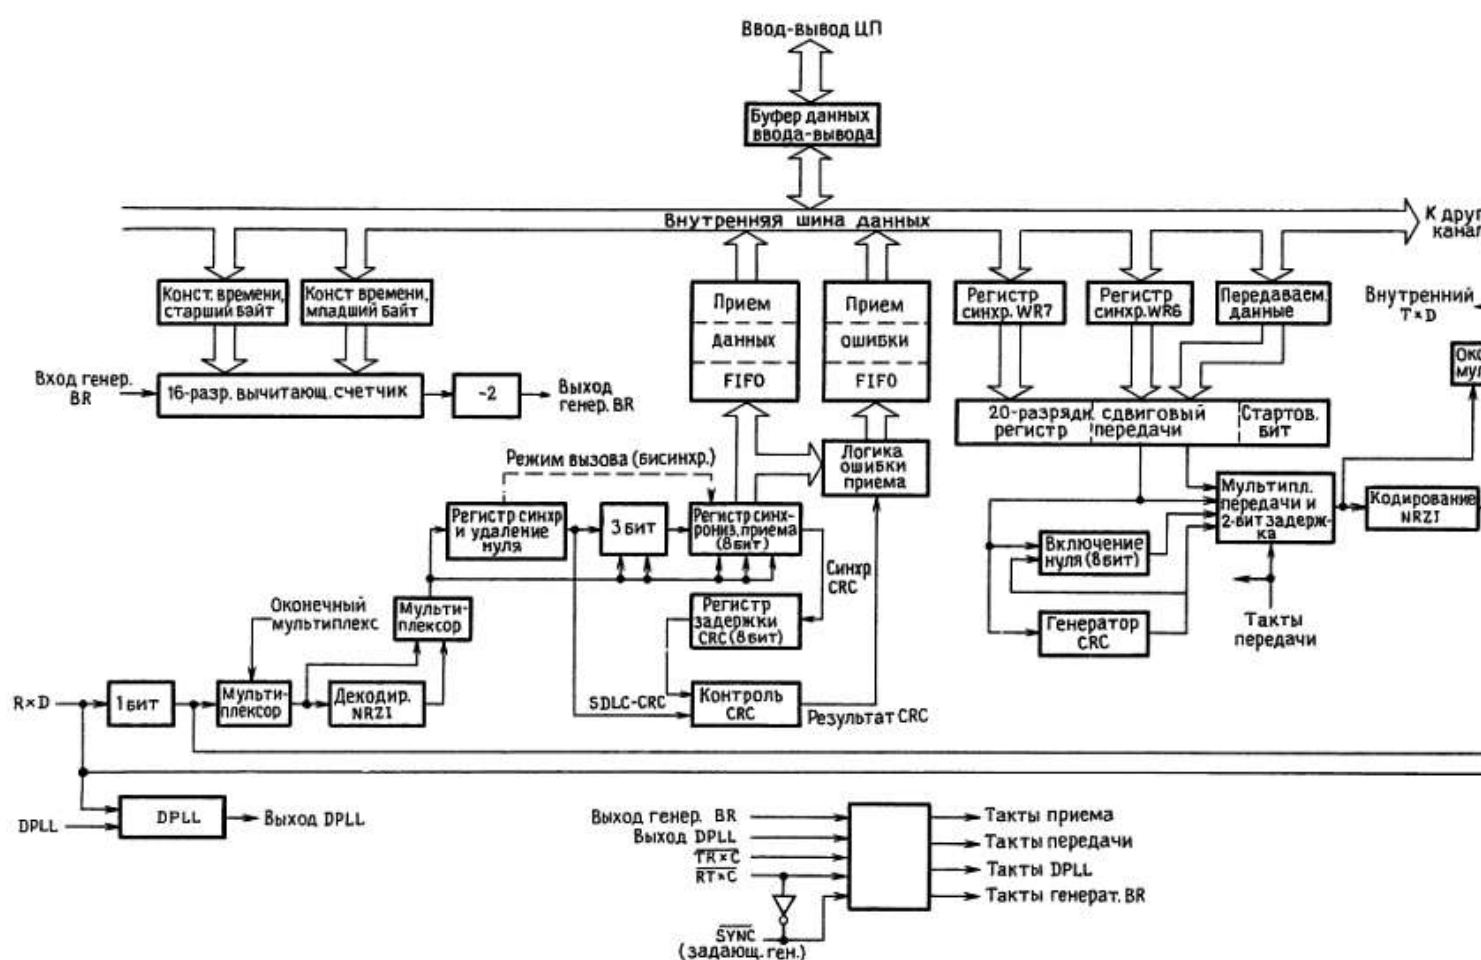 Ввод-вывод ЦП
Буфер данных
ввода-вывода
Внутренняя шина данных
К друг
канал
Конст. времени,
старший байт
Конст времени,
младший байт
Прием
данных
FIFO
Прием
ошибки
FIFO
Регистр
синхр. WR7
Регистр
синхр. WR6
Передаваем.
данные
Внутренний
T×D
Око
мул
Вход генер.
BR
16-разр. вычитающ. счетчик
÷2
Выход
генер. BR
20-разрядн сдвиговый
регистр передачи
Стартов.
бит
Режим вызова (бисинхр.)
Логика
ошибки
приема
Регистр синхр
и удаление
нуля
3 бит
Регистр синх-
рониз. приема
(8 бит)
Синхр
CRC
Мультипл.
передачи и
2-бит задерж-
ка
Кодирование
NRZI
Включение
нуля (8 бит)
Генератор
CRC
Такты
передачи
Оконечный
мультиплекс
Мульти-
плексор
Регистр
задержки
CRC (8 бит)
R×D
1 бит
Мульти-
плексор
Декодир.
NRZI
SDLC-CRC
Контроль
CRC
Результат CRC
DPLL
DPLL
Выход DPLL
Выход генер. BR
Выход DPLL
TR×C
RT×C
SYNC
(задающ. ген.)
Такты приема
Такты передачи
Такты DPLL
Такты генерат. BR